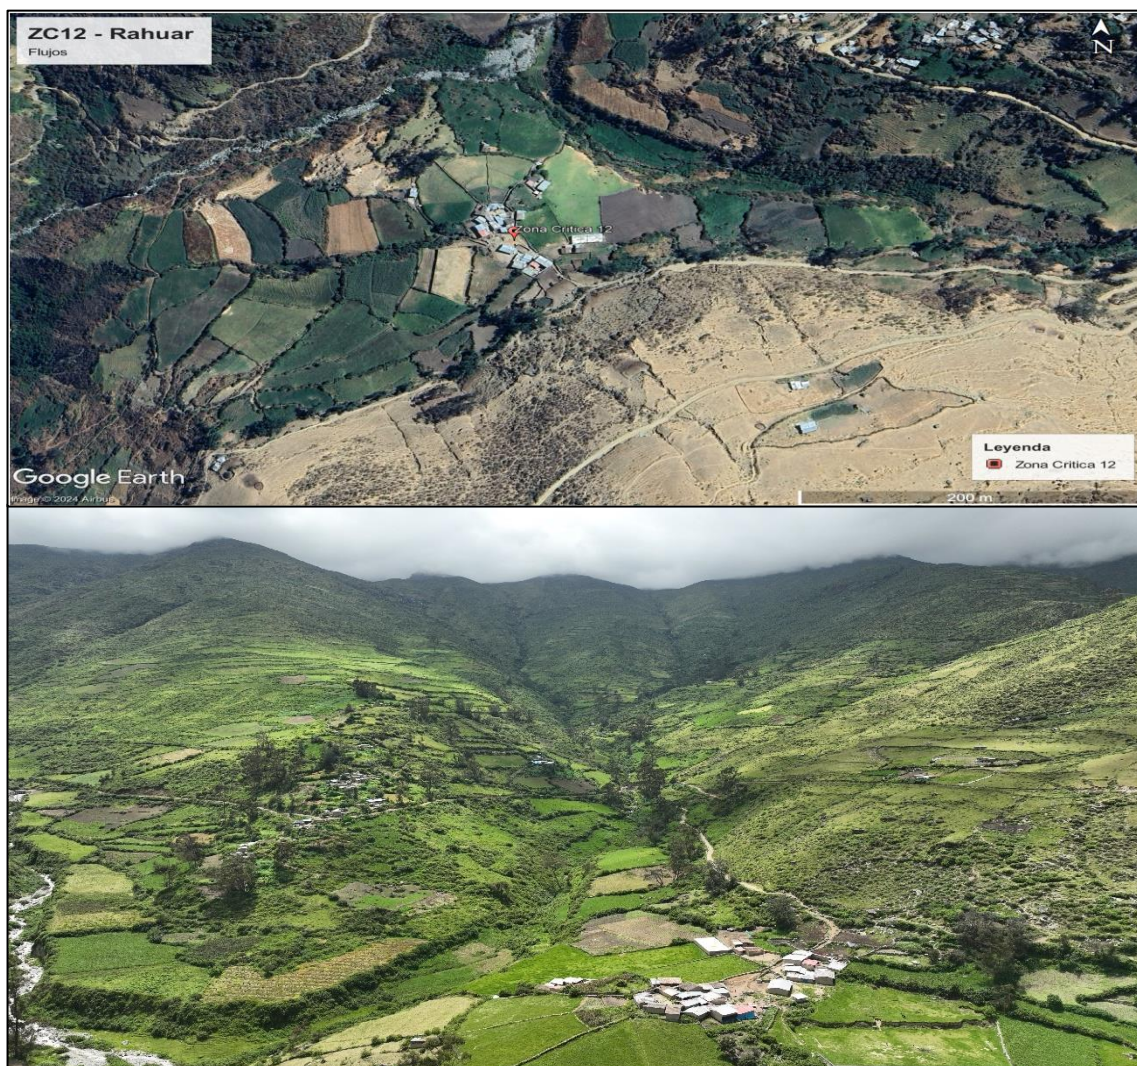 ZC12 - Rahuar
Flujos
N
Zona Critica 12
Leyenda
Zona Critica 12
Google Earth
Image © 2024 Airbus
200 m